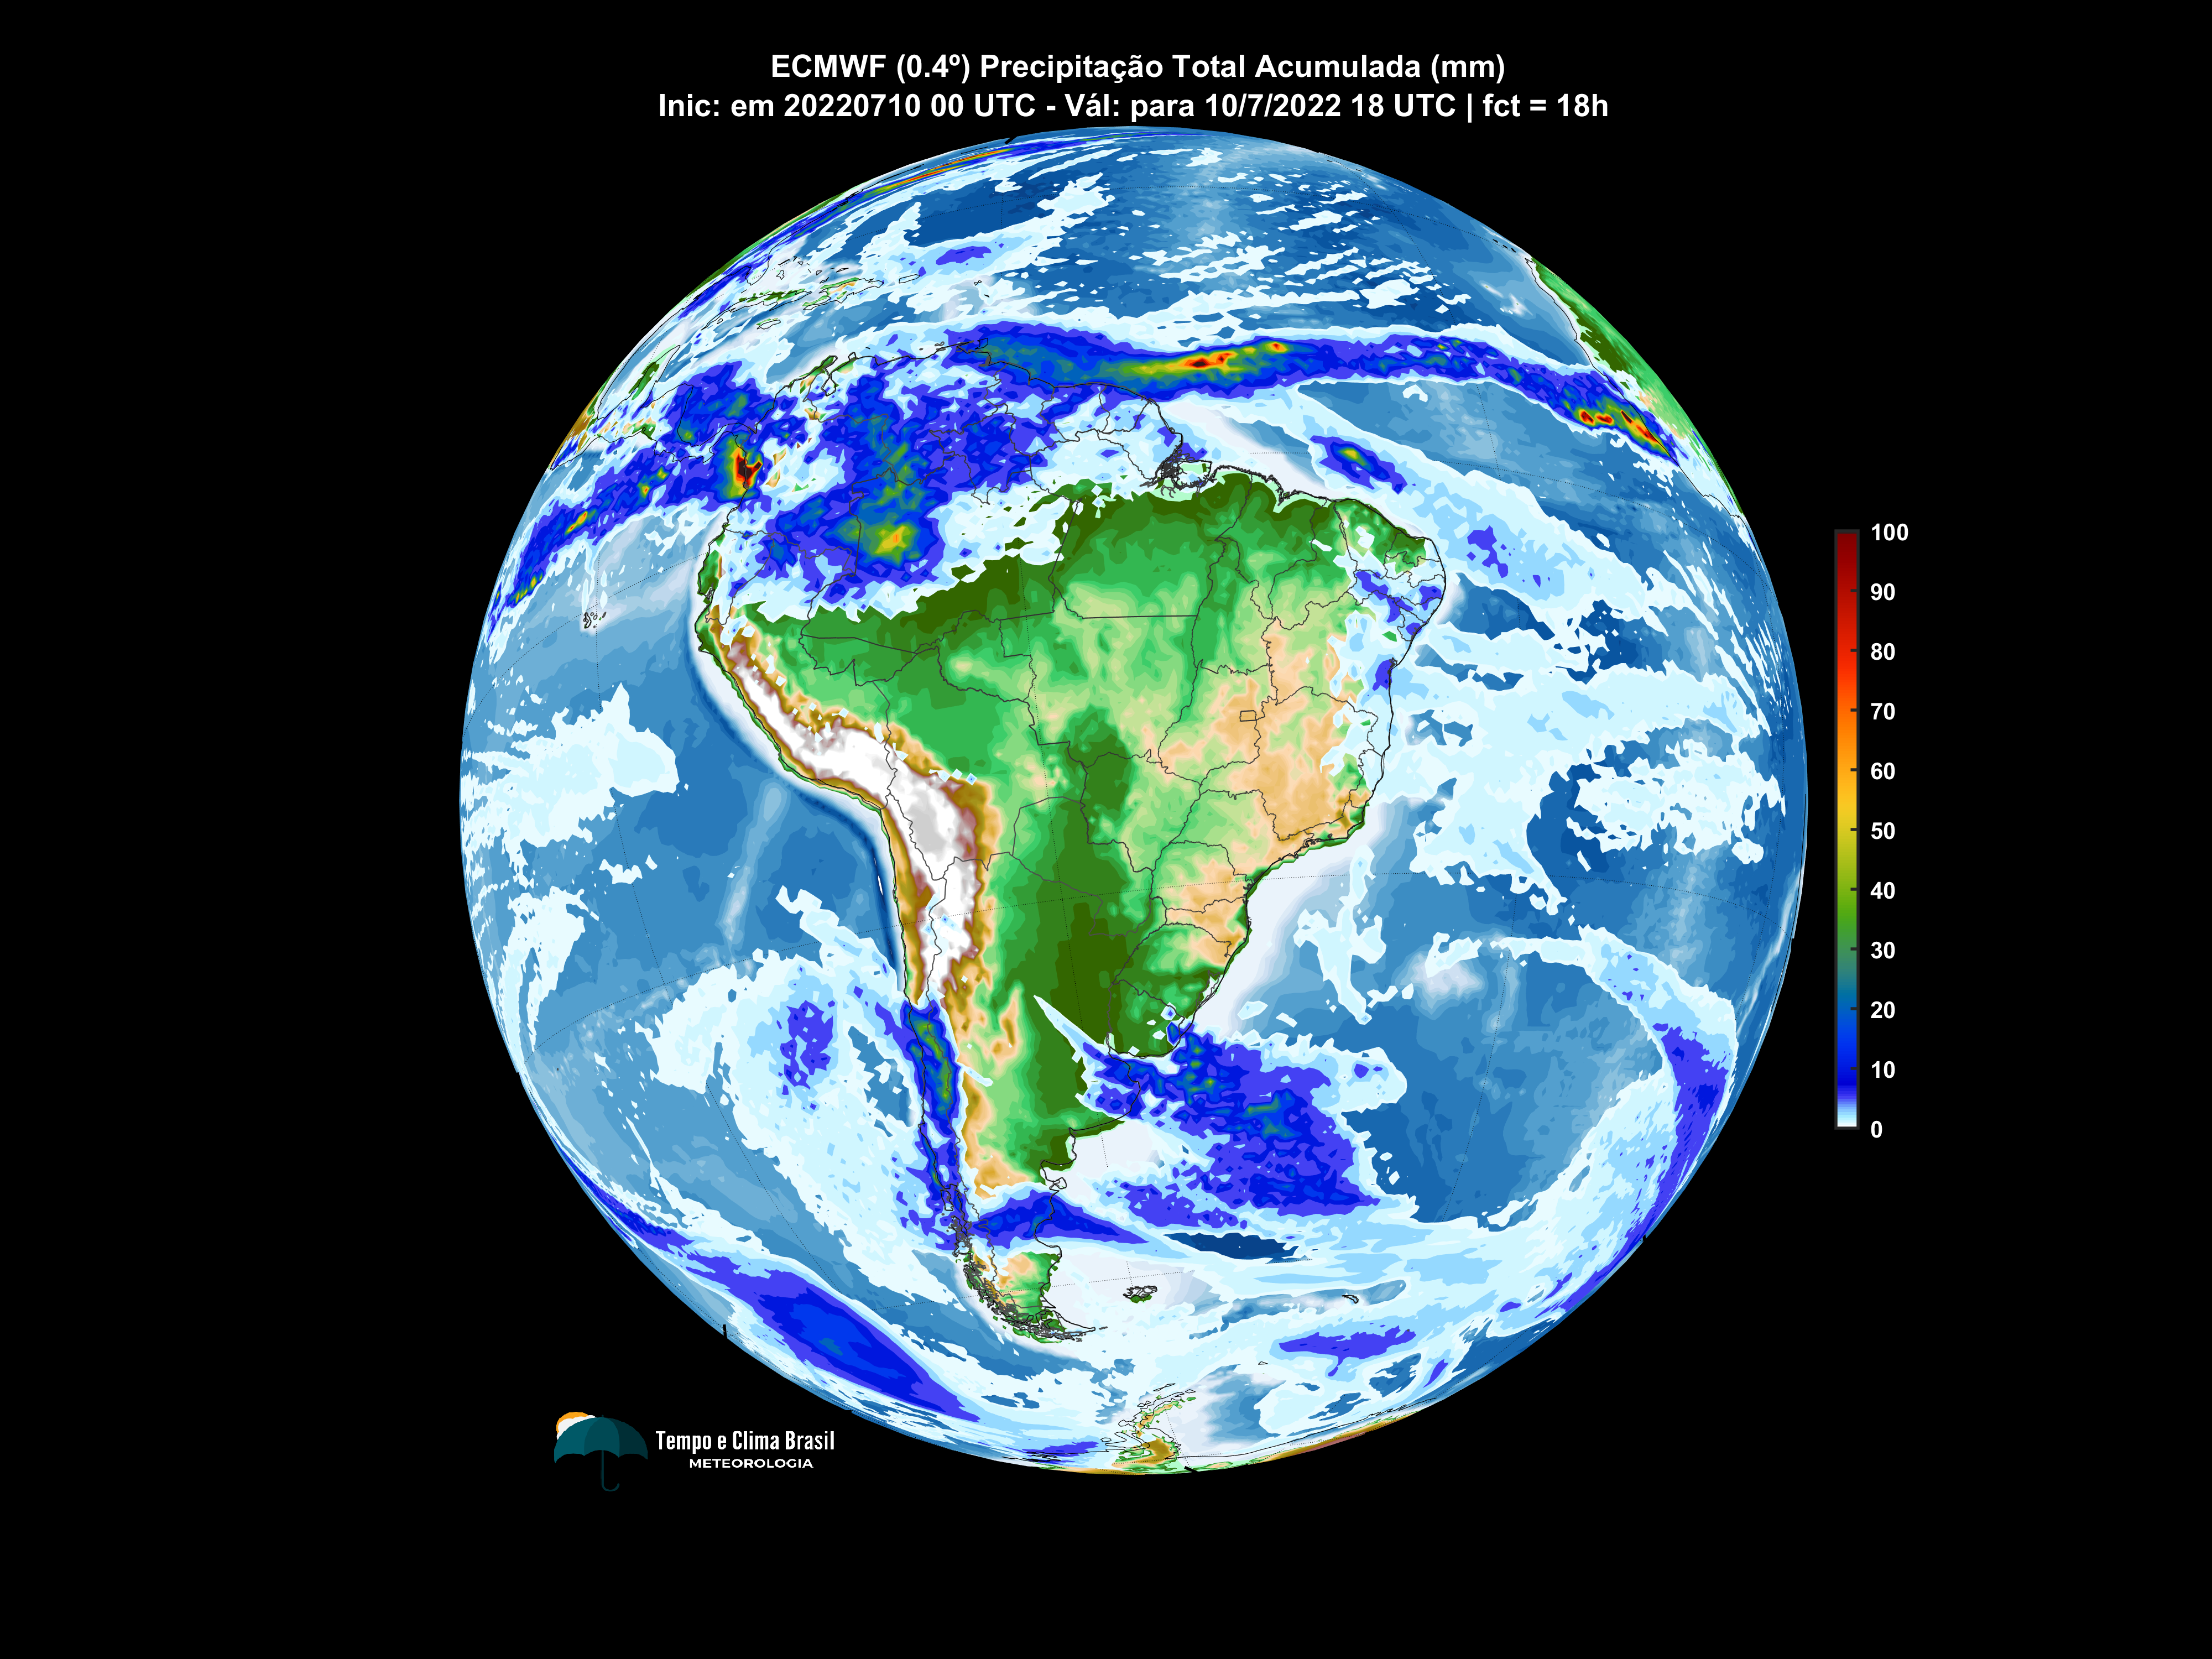 ECMWF (0.4º) Precipitação Total Acumulada (mm)
Inic: em 20220710 00 UTC - Vál: para 10/7/2022 18 UTC | fct = 18h
100
90
80
70
60
50
40
30
20
10
0
Tempo e Clima Brasil
METEOROLOGIA